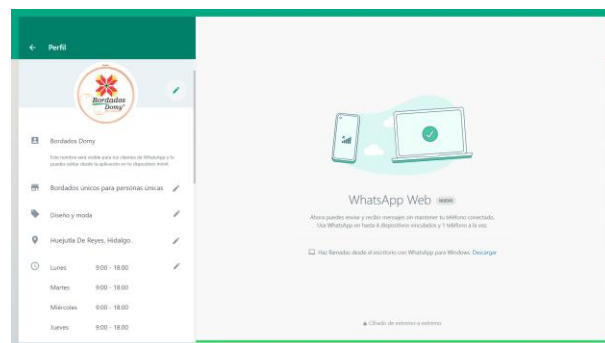 Perfil
Bordados
Domy
Bordados Domy
Este nombre será visible para tus clientes de WhatsApp y lo
puedes editar desde la aplicación en tu dispositivo móvil.
Bordados únicos para personas únicas
Diseño y moda
Huejutla De Reyes, Hidalgo.
Lunes 9:00 - 18:00
Martes 9:00 - 18:00
Miércoles 9:00 - 18:00
Jueves 9:00 - 18:00
WhatsApp Web NUEVO
Ahora puedes enviar y recibir mensajes sin mantener tu teléfono conectado.
Usa WhatsApp en hasta 4 dispositivos vinculados y 1 teléfono a la vez.
Haz llamadas desde el escritorio con WhatsApp para Windows. Descargar
Cifrado de extremo a extremo